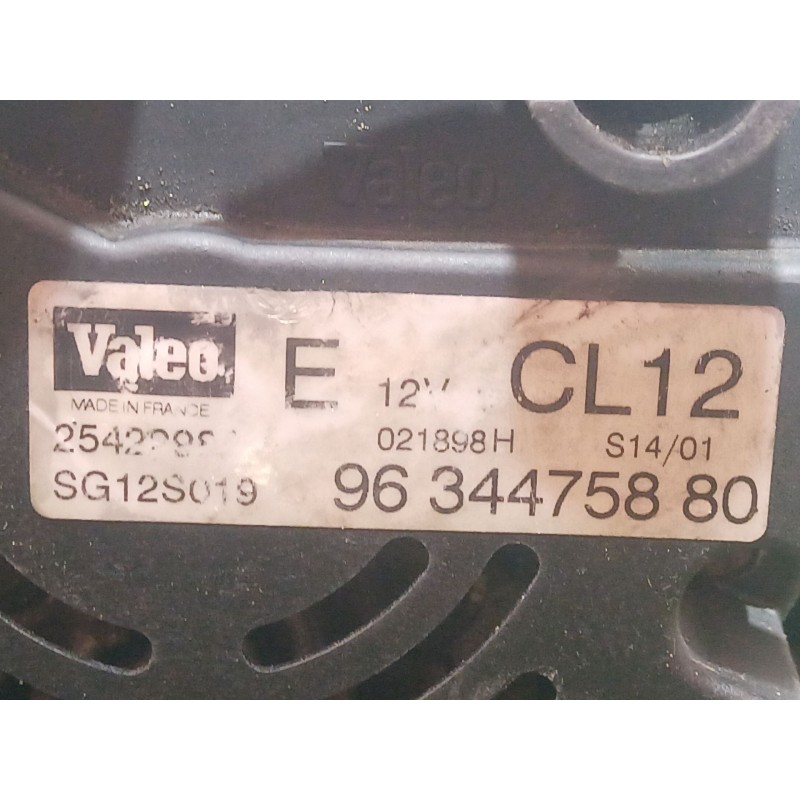 Valeo
Valeo E 12V CL12
MADE IN FRANCE
021898H S14/01
SG12S019 96 344758 80